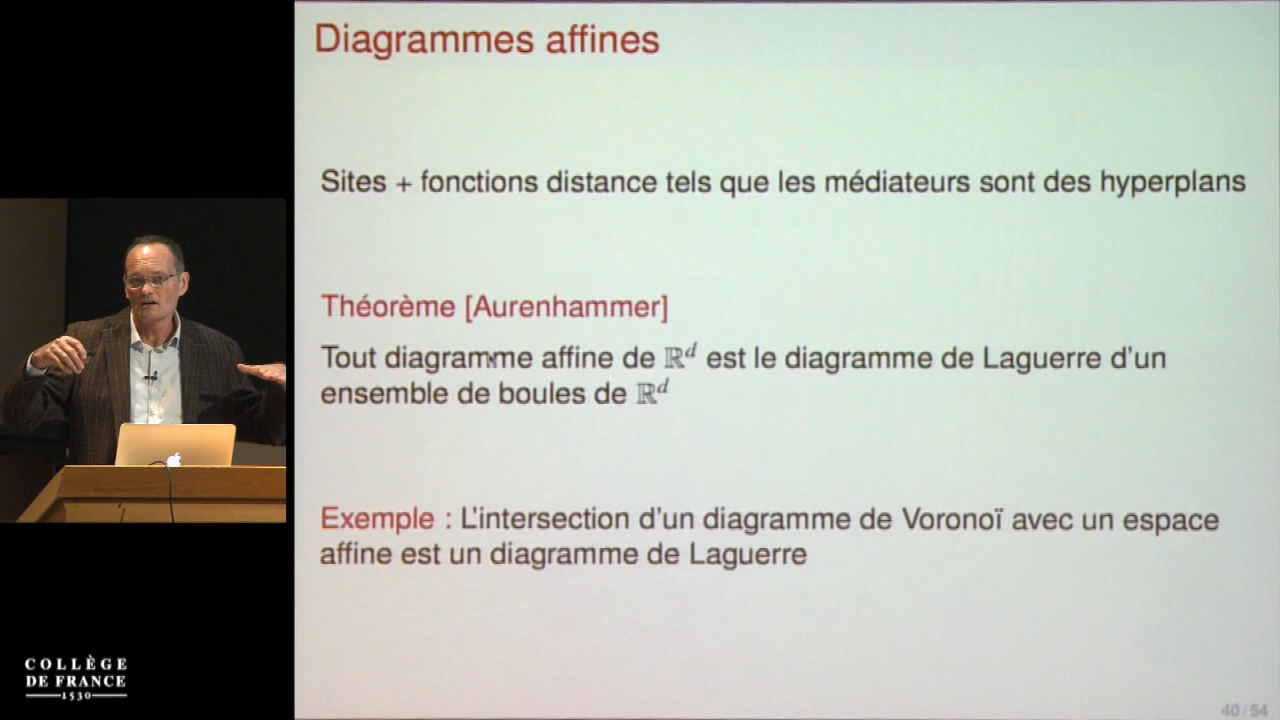 Diagrammes affines
Sites + fonctions distance tels que les médiateurs sont des hyperplans
Théorème [Aurenhammer]
Tout diagramme affine de ℝᵈ est le diagramme de Laguerre d'un
ensemble de boules de ℝᵈ
Exemple : L'intersection d'un diagramme de Voronoï avec un espace
affine est un diagramme de Laguerre
40 / 54
COLLÈGE
DE FRANCE
1530